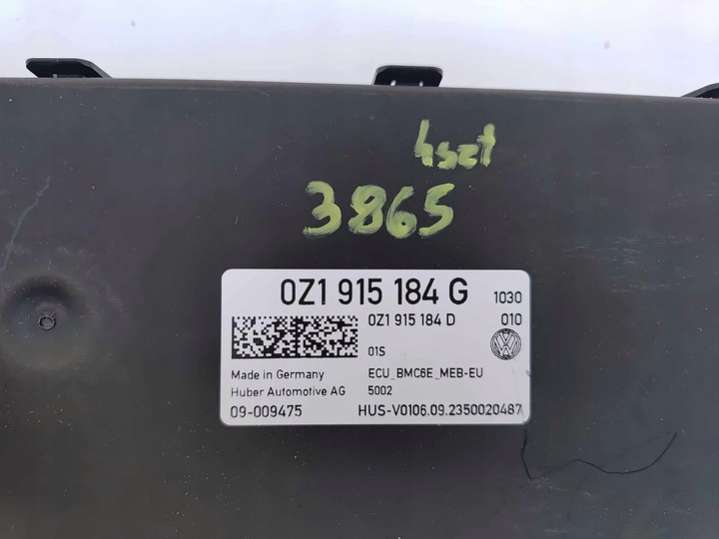 4szt
3865
0Z1 915 184 G 1030
0Z1 915 184 D 010
01S
Made in Germany ECU_BMC6E_MEB-EU
Huber Automotive AG 5002
09-009475 HUS-V0106.09.2350020487